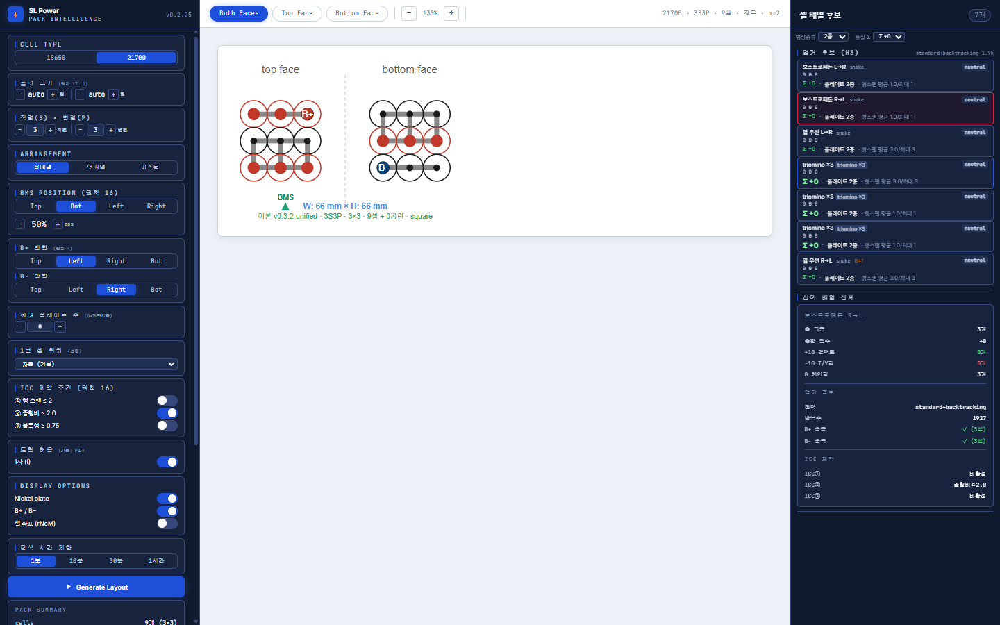 SL Power
PACK INTELLIGENCE
v0.2.25
CELL TYPE
18650
21700
홀더 크기 (원칙 17 L1)
− auto + 행 − auto + 열
직렬(S) × 병렬(P)
− 3 + 직렬 − 3 + 병렬
ARRANGEMENT
정배열
엇배열
커스텀
BMS POSITION (원칙 16)
Top
Bot
Left
Right
− 50% + pos
B+ 방향 (원칙 4)
Top
Left
Right
Bot
B- 방향
Top
Left
Right
Bot
최대 플레이트 수 (0=제한없음)
− 0 +
1번 셀 위치 (선형)
자동 (기본)
ICC 제약 조건 (원칙 16)
① 행 스팬 ≤ 2
② 종횡비 ≤ 2.0
③ 볼록성 ≥ 0.75
도형 허용
1자 (I)
DISPLAY OPTIONS
Nickel plate
B+ / B−
셀 좌표 (rNcM)
탐색 시간 제한
1분
10분
30분
1시간
▶ Generate Layout
PACK SUMMARY
cells
9개 (3×3)
Both Faces
Top Face
Bottom Face
− 130% +
21700 · 3S3P · 9셀 · 좌우 · m=2
top face
bottom face
B+
B-
BMS
W: 66 mm × H: 66 mm
이론 v0.3.2-unified · 3S3P · 3×3 · 9셀 + 0공란 · square
셀 배열 후보
7개
형상종류 2종
품질 Σ Σ +0
열거 후보 (H3)
standard+backtracking 1.9k
보스트로페돈 L→R snake
neutral
0 0 0
Σ +0 · 플레이트 2종 · 행스팬 평균 1.0/최대 1
보스트로페돈 R→L snake
neutral
0 0 0
Σ +0 · 플레이트 2종 · 행스팬 평균 1.0/최대 1
열 우선 L→R snake
neutral
0 0 0
Σ +0 · 플레이트 2종 · 행스팬 평균 3.0/최대 3
triomino ×3 triomino ×3
neutral
0 0 0
Σ +0 · 플레이트 2종 · 행스팬 평균 3.0/최대 3
triomino ×3 triomino ×3
neutral
0 0 0
Σ +0 · 플레이트 2종 · 행스팬 평균 1.0/최대 1
triomino ×3 triomino ×3
neutral
0 0 0
Σ +0 · 플레이트 2종 · 행스팬 평균 1.0/최대 1
열 우선 R→L snake B=?
neutral
0 0 0
Σ +0 · 플레이트 2종 · 행스팬 평균 3.0/최대 3
선택 배열 상세
보스트로페돈 R→L
총 그룹
3개
총합 점수
+0
+10 컴팩트
0개
-10 T/Y형
0개
0 체인형
3개
열거 정보
전략
standard+backtracking
반복수
1927
B+ 충족
✓ (3셀)
B- 충족
✓ (3셀)
ICC 제약
ICC①
비활성
ICC②
종횡비≤2.0
ICC③
비활성